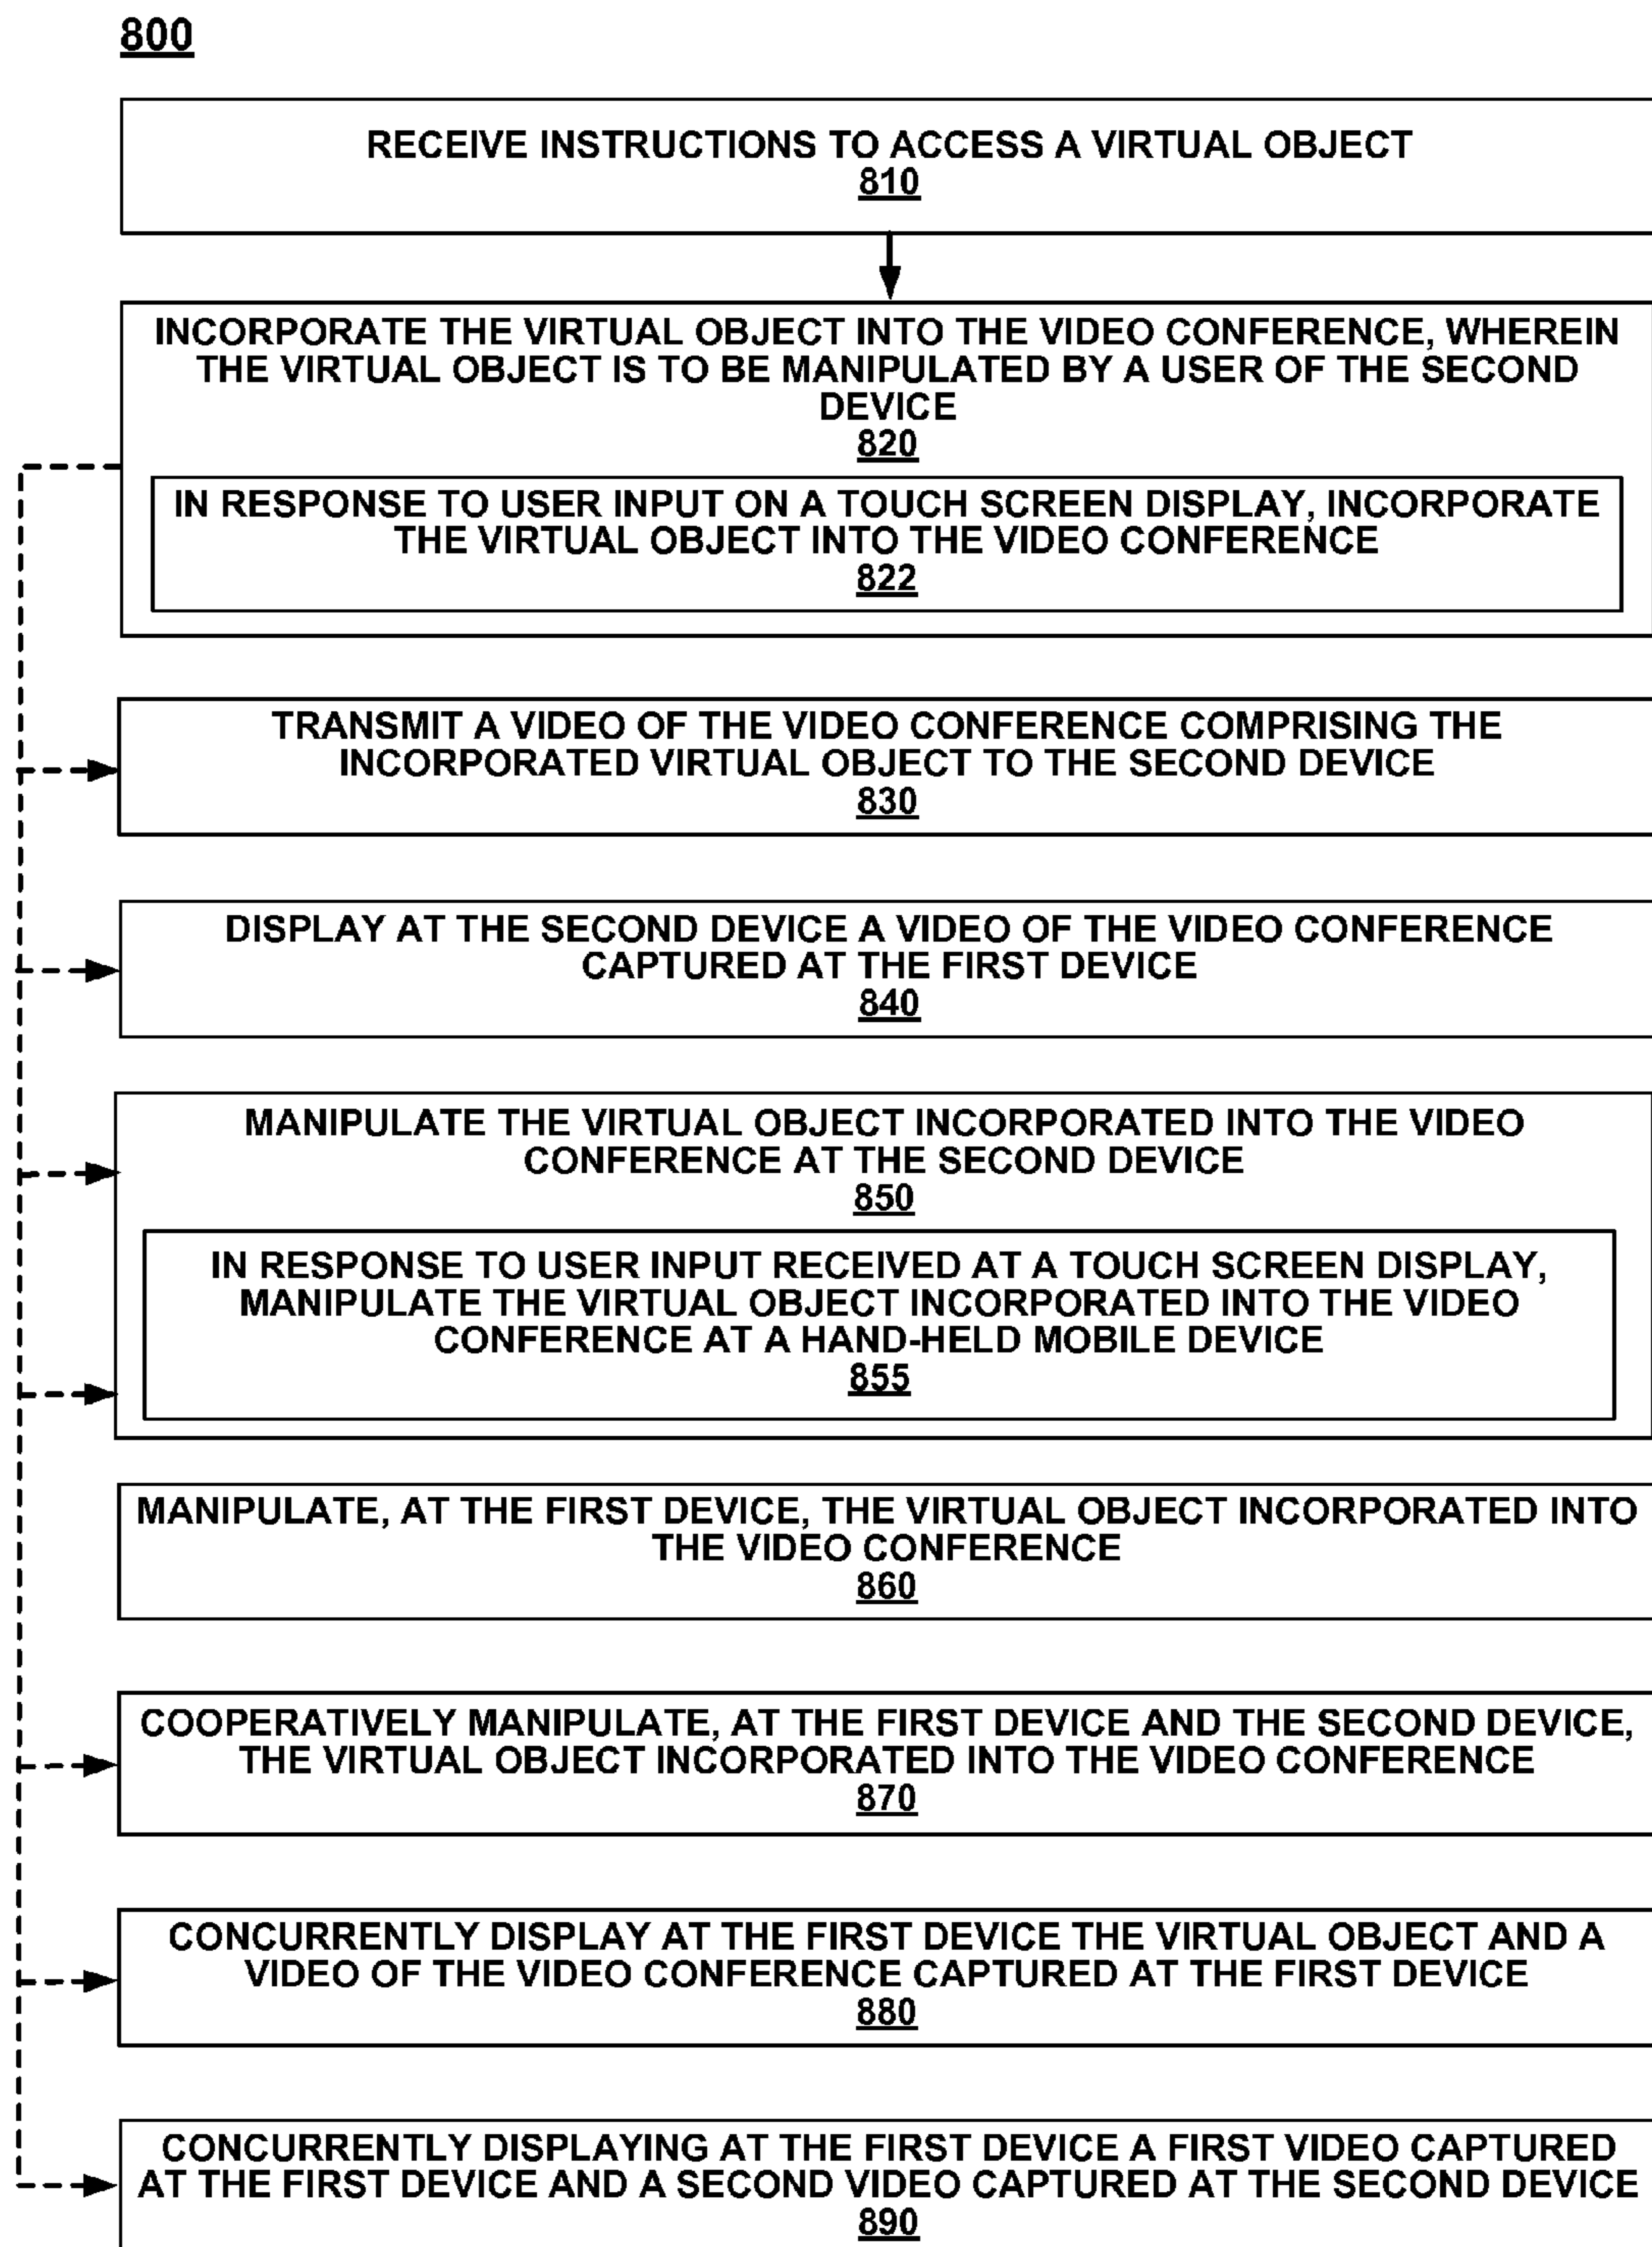 800
RECEIVE INSTRUCTIONS TO ACCESS A VIRTUAL OBJECT
810
INCORPORATE THE VIRTUAL OBJECT INTO THE VIDEO CONFERENCE, WHEREIN
THE VIRTUAL OBJECT IS TO BE MANIPULATED BY A USER OF THE SECOND
DEVICE
820
IN RESPONSE TO USER INPUT ON A TOUCH SCREEN DISPLAY, INCORPORATE
THE VIRTUAL OBJECT INTO THE VIDEO CONFERENCE
822
TRANSMIT A VIDEO OF THE VIDEO CONFERENCE COMPRISING THE
INCORPORATED VIRTUAL OBJECT TO THE SECOND DEVICE
830
DISPLAY AT THE SECOND DEVICE A VIDEO OF THE VIDEO CONFERENCE
CAPTURED AT THE FIRST DEVICE
840
MANIPULATE THE VIRTUAL OBJECT INCORPORATED INTO THE VIDEO
CONFERENCE AT THE SECOND DEVICE
850
IN RESPONSE TO USER INPUT RECEIVED AT A TOUCH SCREEN DISPLAY,
MANIPULATE THE VIRTUAL OBJECT INCORPORATED INTO THE VIDEO
CONFERENCE AT A HAND-HELD MOBILE DEVICE
855
MANIPULATE, AT THE FIRST DEVICE, THE VIRTUAL OBJECT INCORPORATED INTO
THE VIDEO CONFERENCE
860
COOPERATIVELY MANIPULATE, AT THE FIRST DEVICE AND THE SECOND DEVICE,
THE VIRTUAL OBJECT INCORPORATED INTO THE VIDEO CONFERENCE
870
CONCURRENTLY DISPLAY AT THE FIRST DEVICE THE VIRTUAL OBJECT AND A
VIDEO OF THE VIDEO CONFERENCE CAPTURED AT THE FIRST DEVICE
880
CONCURRENTLY DISPLAYING AT THE FIRST DEVICE A FIRST VIDEO CAPTURED
AT THE FIRST DEVICE AND A SECOND VIDEO CAPTURED AT THE SECOND DEVICE
890